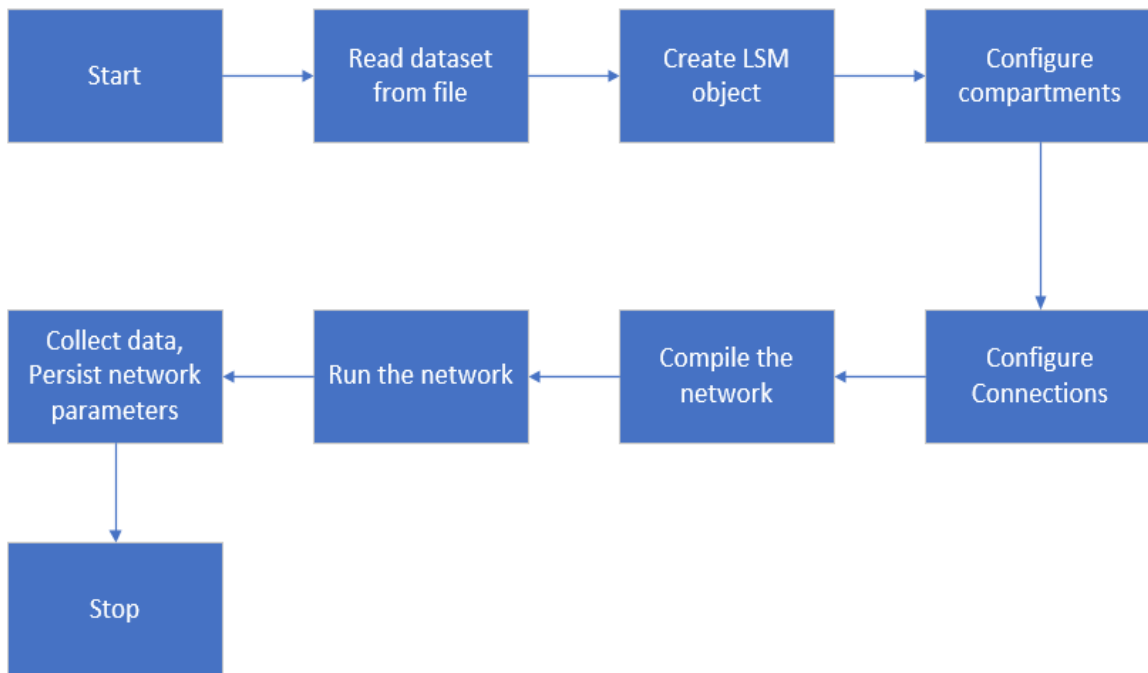 Start
Read dataset
from file
Create LSM
object
Configure
compartments
Collect data,
Persist network
parameters
Run the network
Compile the
network
Configure
Connections
Stop